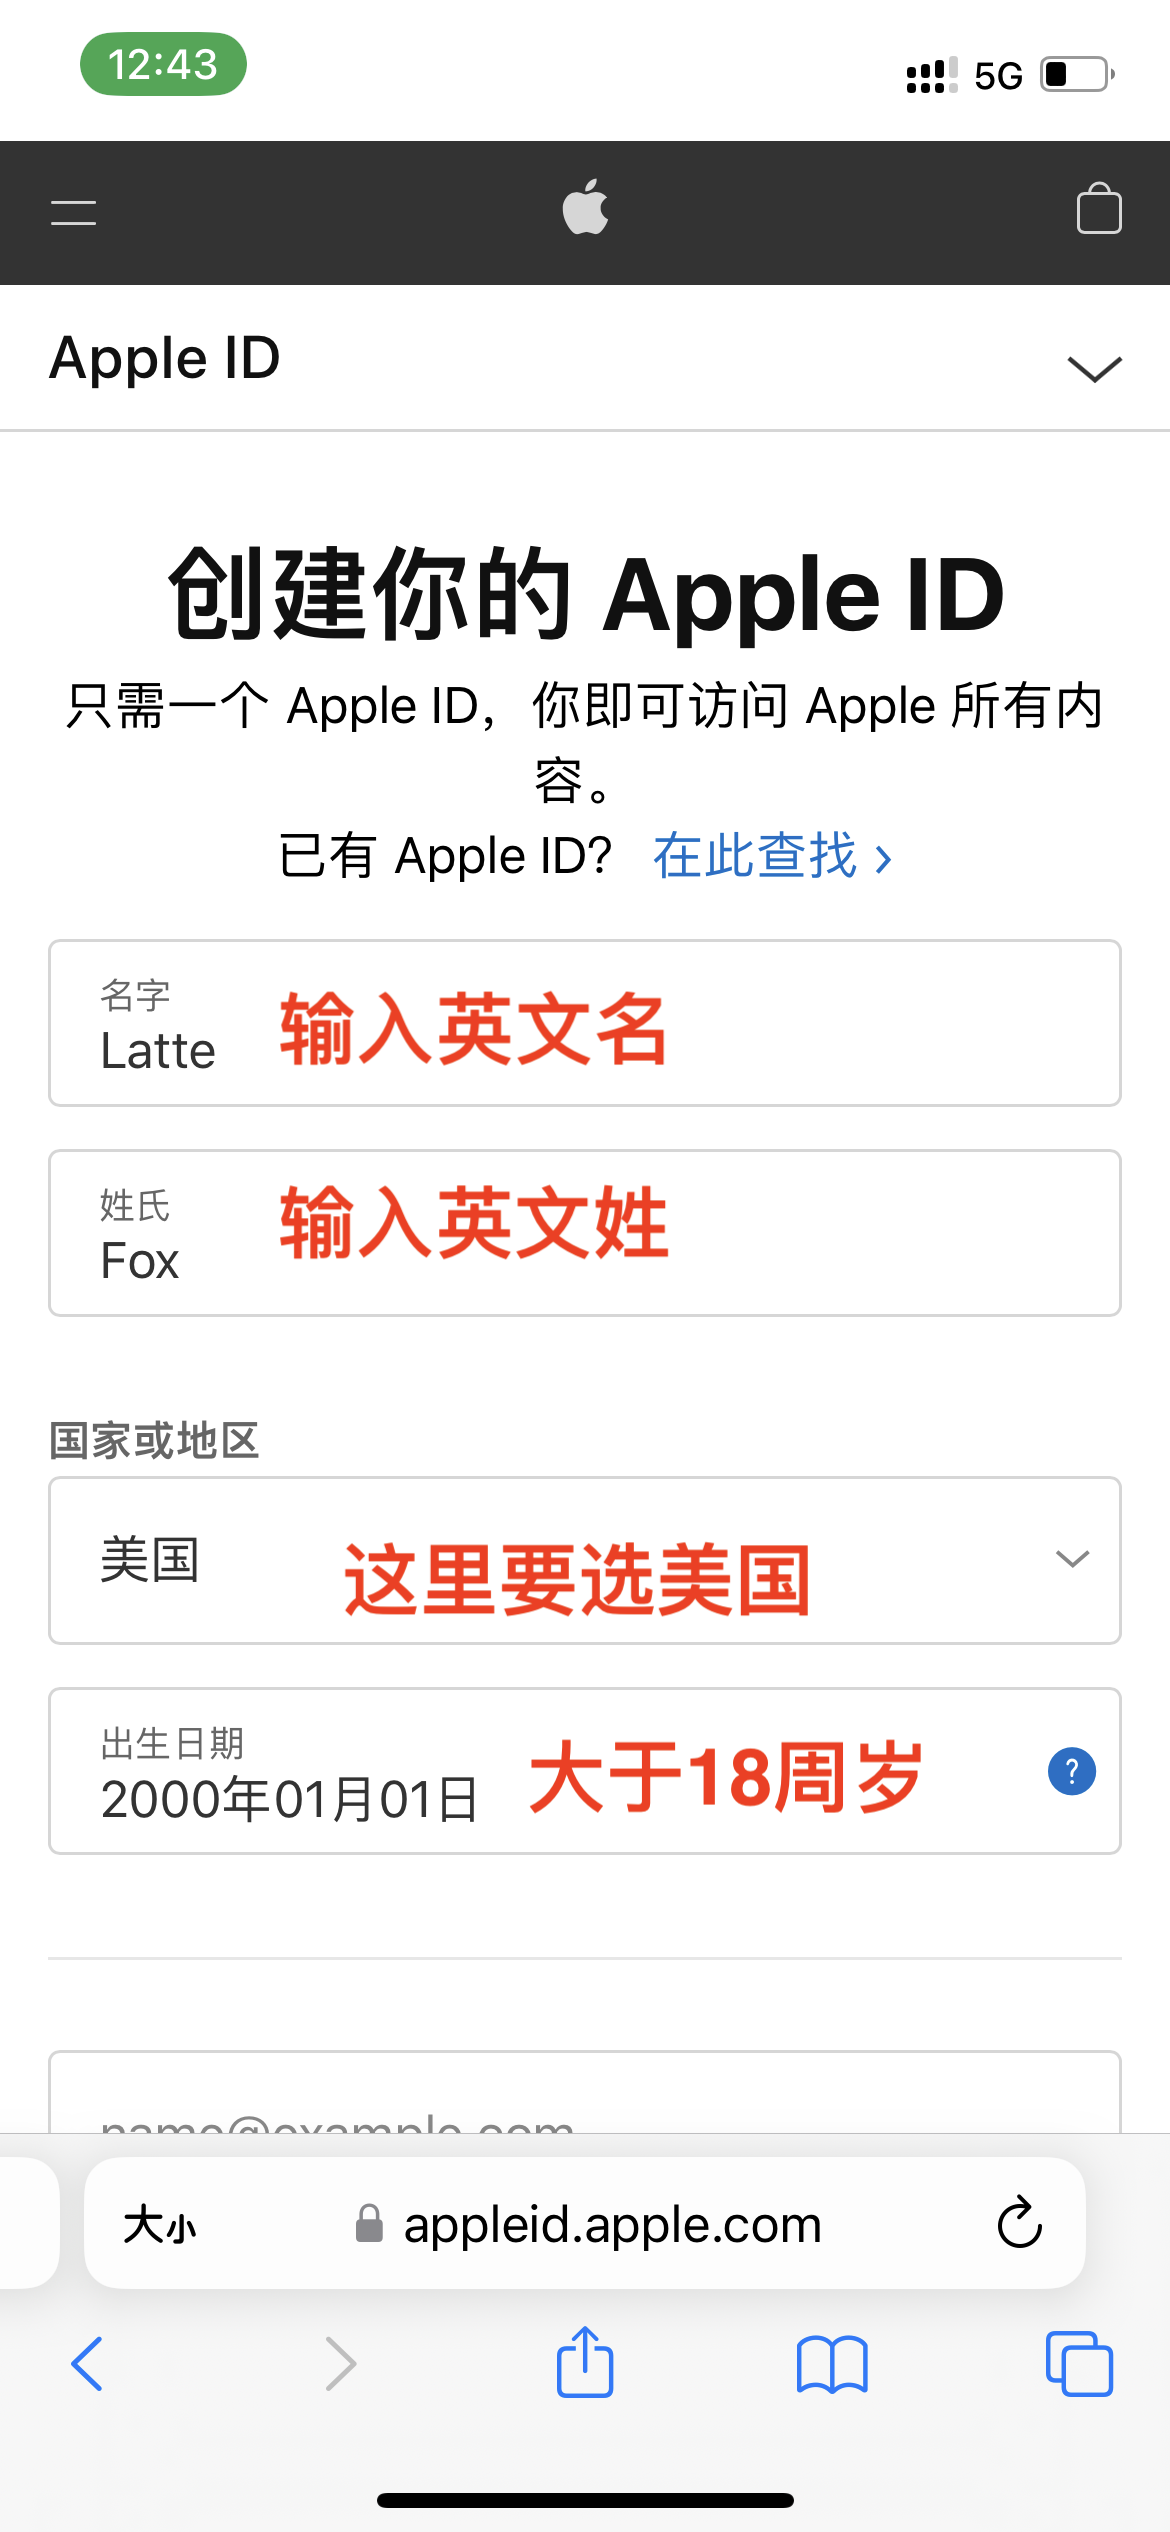 12:43
5G
Apple ID
创建你的 Apple ID
只需一个 Apple ID，你即可访问 Apple 所有内
容。
已有 Apple ID? 在此查找 ›
名字
Latte 输入英文名
姓氏
Fox 输入英文姓
国家或地区
美国 这里要选美国
出生日期
2000年01月01日 大于18周岁 ?
name@example.com
大小 appleid.apple.com